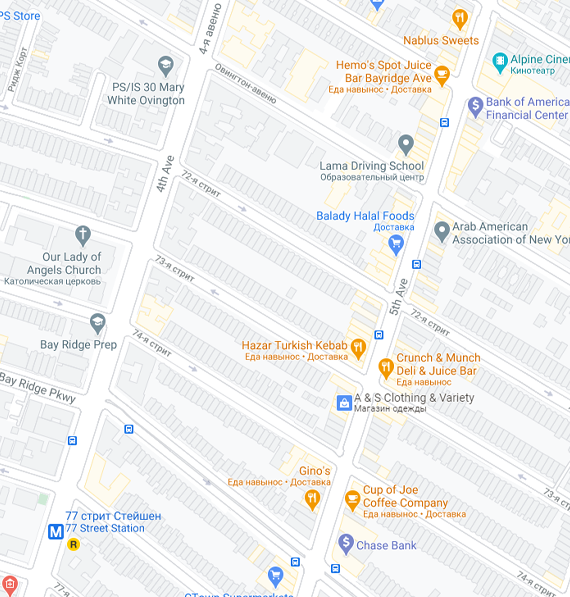 PS Store
4-я авеню
Nablus Sweets
Hemo's Spot Juice
Bar Bayridge Ave
Еда навынос • Доставка
Alpine Cinem
Кинотеатр
Ридж Корт
PS/IS 30 Mary
White Ovington
Овингтон-авеню
Bank of America
Financial Center
Lama Driving School
Образовательный центр
4th Ave
72-я стрит
Balady Halal Foods
Доставка
Arab American
Association of New Yor
Our Lady of
Angels Church
Католическая церковь
73-я стрит
5th Ave
72-я стрит
Bay Ridge Prep
74-я стрит
Hazar Turkish Kebab
Еда навынос • Доставка
Crunch & Munch
Deli & Juice Bar
Еда навынос
Bay Ridge Pkwy
A & S Clothing & Variety
Магазин одежды
Gino's
Еда навынос • Доставка
Cup of Joe
Coffee Company
Еда навынос • Доставка
73-я стр
77 стрит Стейшен
77 Street Station
M
R
Chase Bank
74-я стрит
77-я
CTown Supermarkets